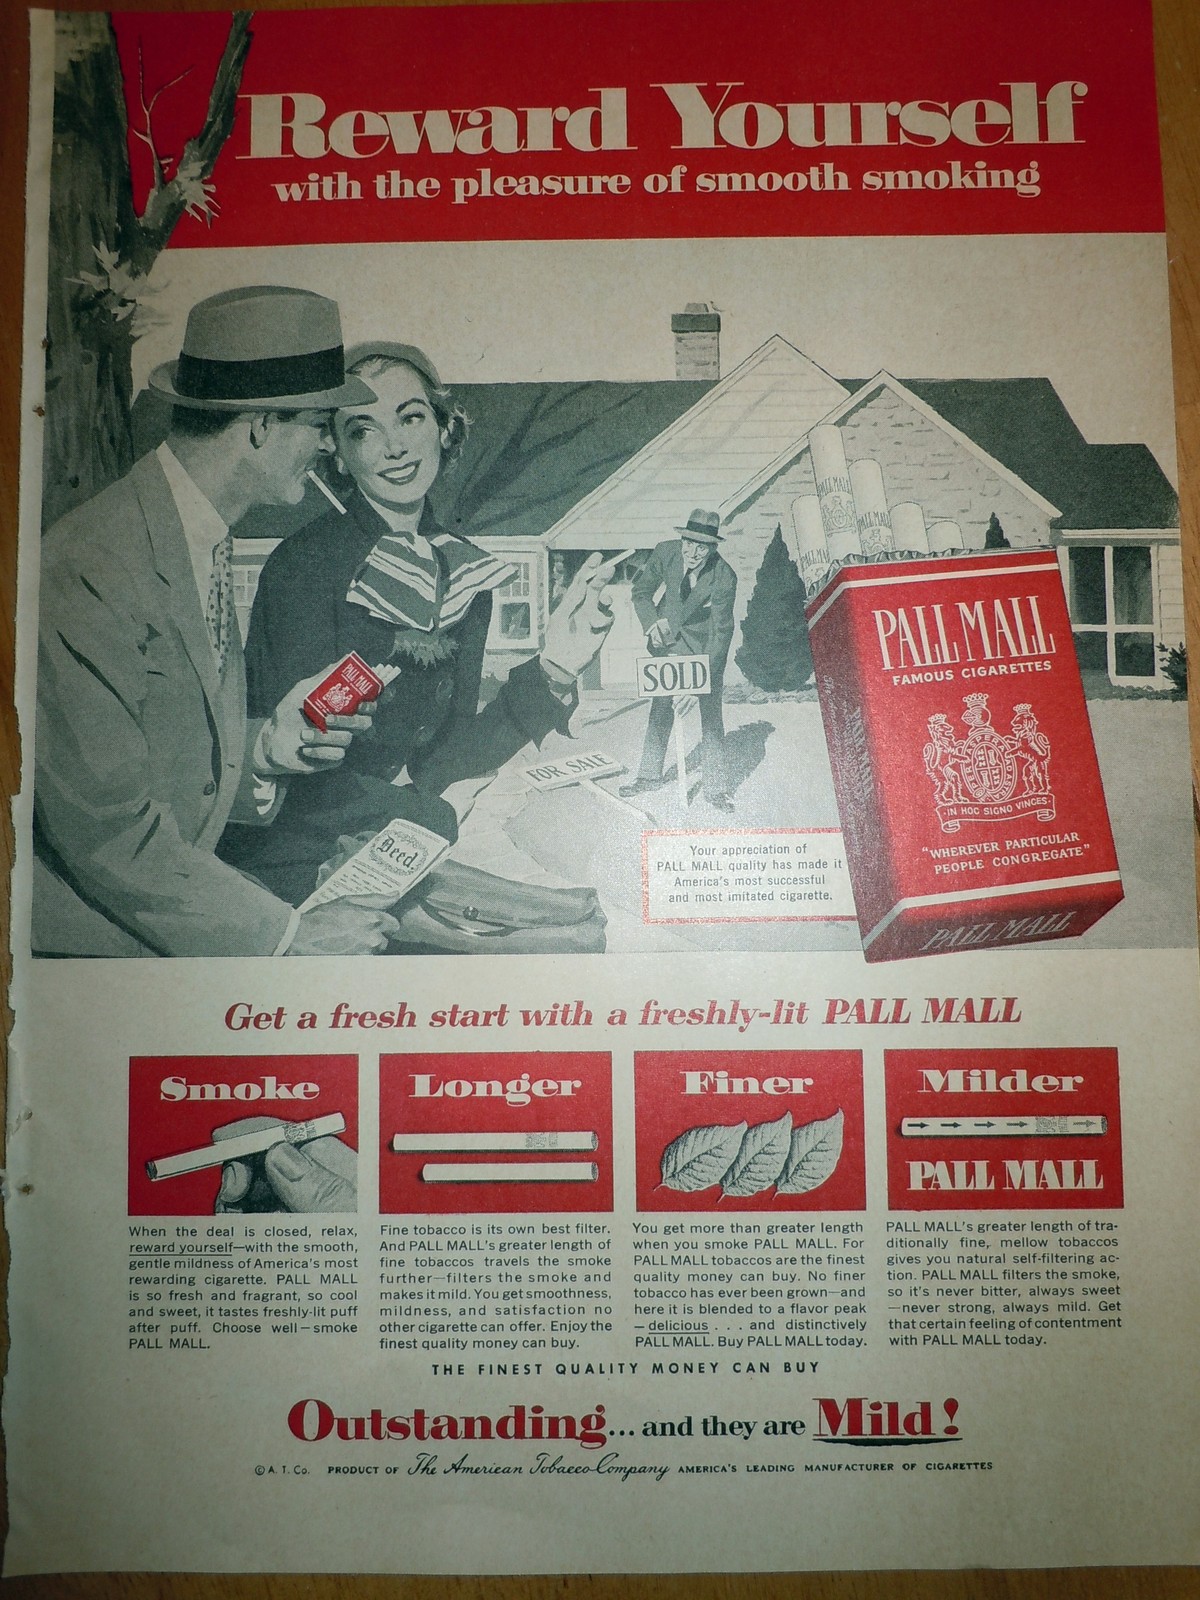 Reward Yourself
with the pleasure of smooth smoking
PALL MALL
SOLD
FOR SALE
Deed
PALL MALL
PALL MALL
PALL MALL
PALL MALL
FAMOUS CIGARETTES
IN HOC SIGNO VINCES
"WHEREVER PARTICULAR
PEOPLE CONGREGATE"
PALL MALL
Your appreciation of
PALL MALL quality has made it
America's most successful
and most imitated cigarette.
Get a fresh start with a freshly-lit PALL MALL
Smoke
When the deal is closed, relax,
reward yourself—with the smooth,
gentle mildness of America's most
rewarding cigarette. PALL MALL
is so fresh and fragrant, so cool
and sweet, it tastes freshly-lit puff
after puff. Choose well – smoke
PALL MALL.
Longer
Fine tobacco is its own best filter.
And PALL MALL's greater length of
fine tobaccos travels the smoke
further—filters the smoke and
makes it mild. You get smoothness,
mildness, and satisfaction no
other cigarette can offer. Enjoy the
finest quality money can buy.
Finer
You get more than greater length
when you smoke PALL MALL. For
PALL MALL tobaccos are the finest
quality money can buy. No finer
tobacco has ever been grown—and
here it is blended to a flavor peak
– delicious . . . and distinctively
PALL MALL. Buy PALL MALL today.
Milder
PALL MALL
PALL MALL's greater length of tra-
ditionally fine, mellow tobaccos
gives you natural self-filtering ac-
tion. PALL MALL filters the smoke,
so it's never bitter, always sweet
—never strong, always mild. Get
that certain feeling of contentment
with PALL MALL today.
THE FINEST QUALITY MONEY CAN BUY
Outstanding... and they are Mild!
© A. T. Co. PRODUCT OF The American Tobacco Company AMERICA'S LEADING MANUFACTURER OF CIGARETTES